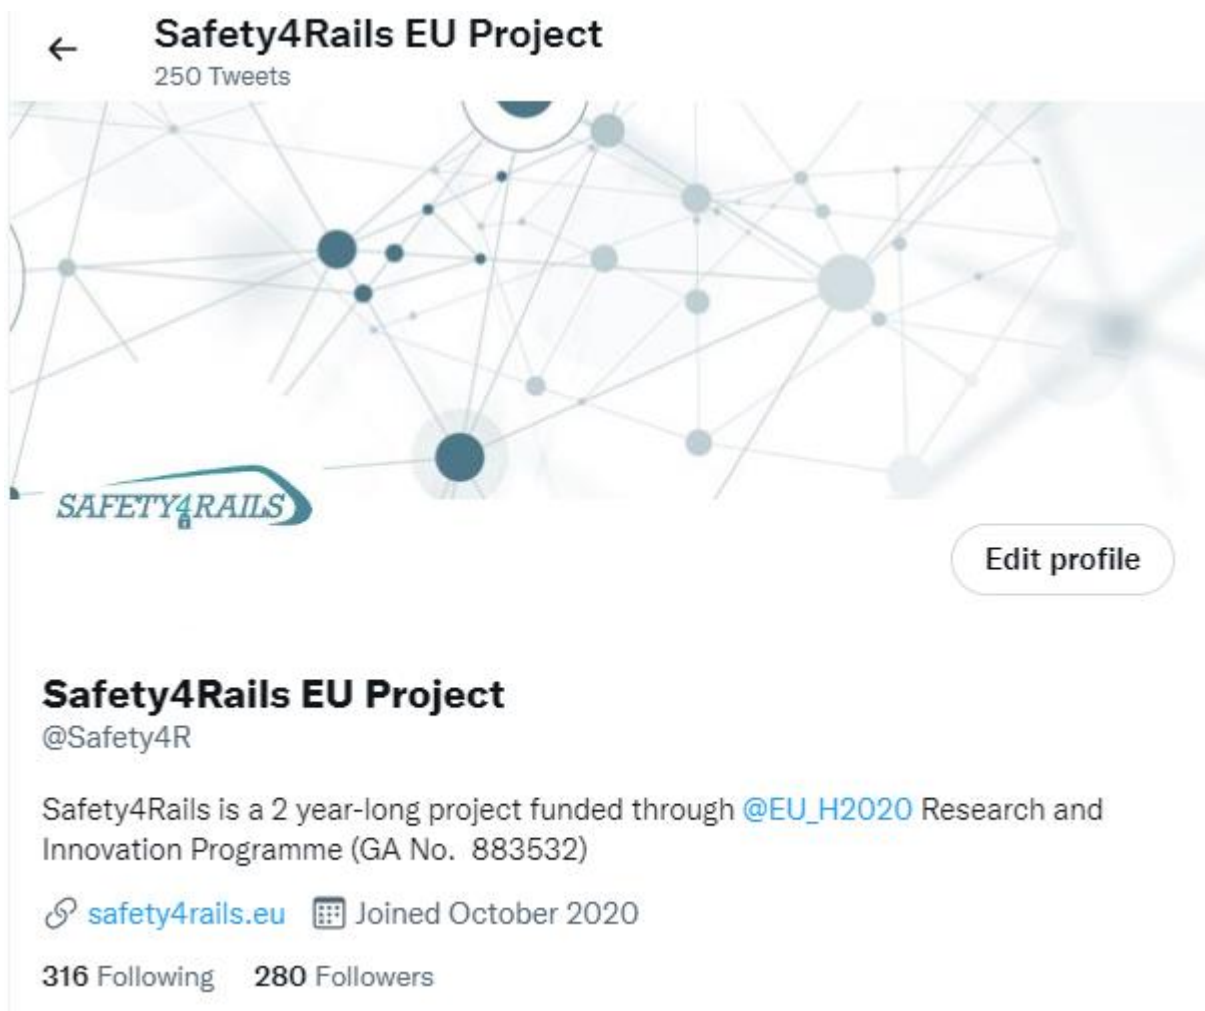 Safety4Rails EU Project
250 Tweets
SAFETY4RAILS
Edit profile
Safety4Rails EU Project
@Safety4R
Safety4Rails is a 2 year-long project funded through @EU_H2020 Research and
Innovation Programme (GA No.  883532)
safety4rails.eu Joined October 2020
316 Following 280 Followers